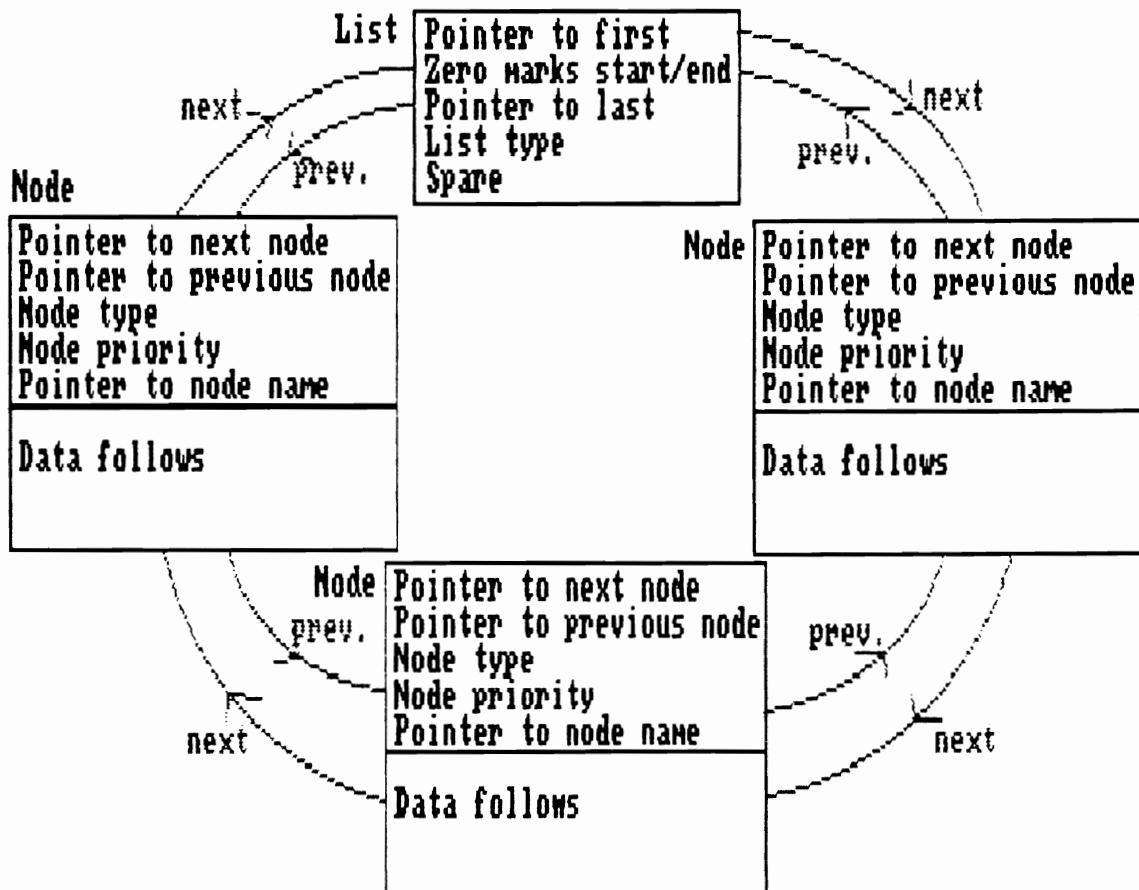 List
Pointer to first
Zero marks start/end
Pointer to last
List type
Spare
next
prev.
next
prev.
Node
Pointer to next node
Pointer to previous node
Node type
Node priority
Pointer to node name
Data follows
Node
Pointer to next node
Pointer to previous node
Node type
Node priority
Pointer to node name
Data follows
Node
Pointer to next node
Pointer to previous node
Node type
Node priority
Pointer to node name
Data follows
prev.
next
prev.
next